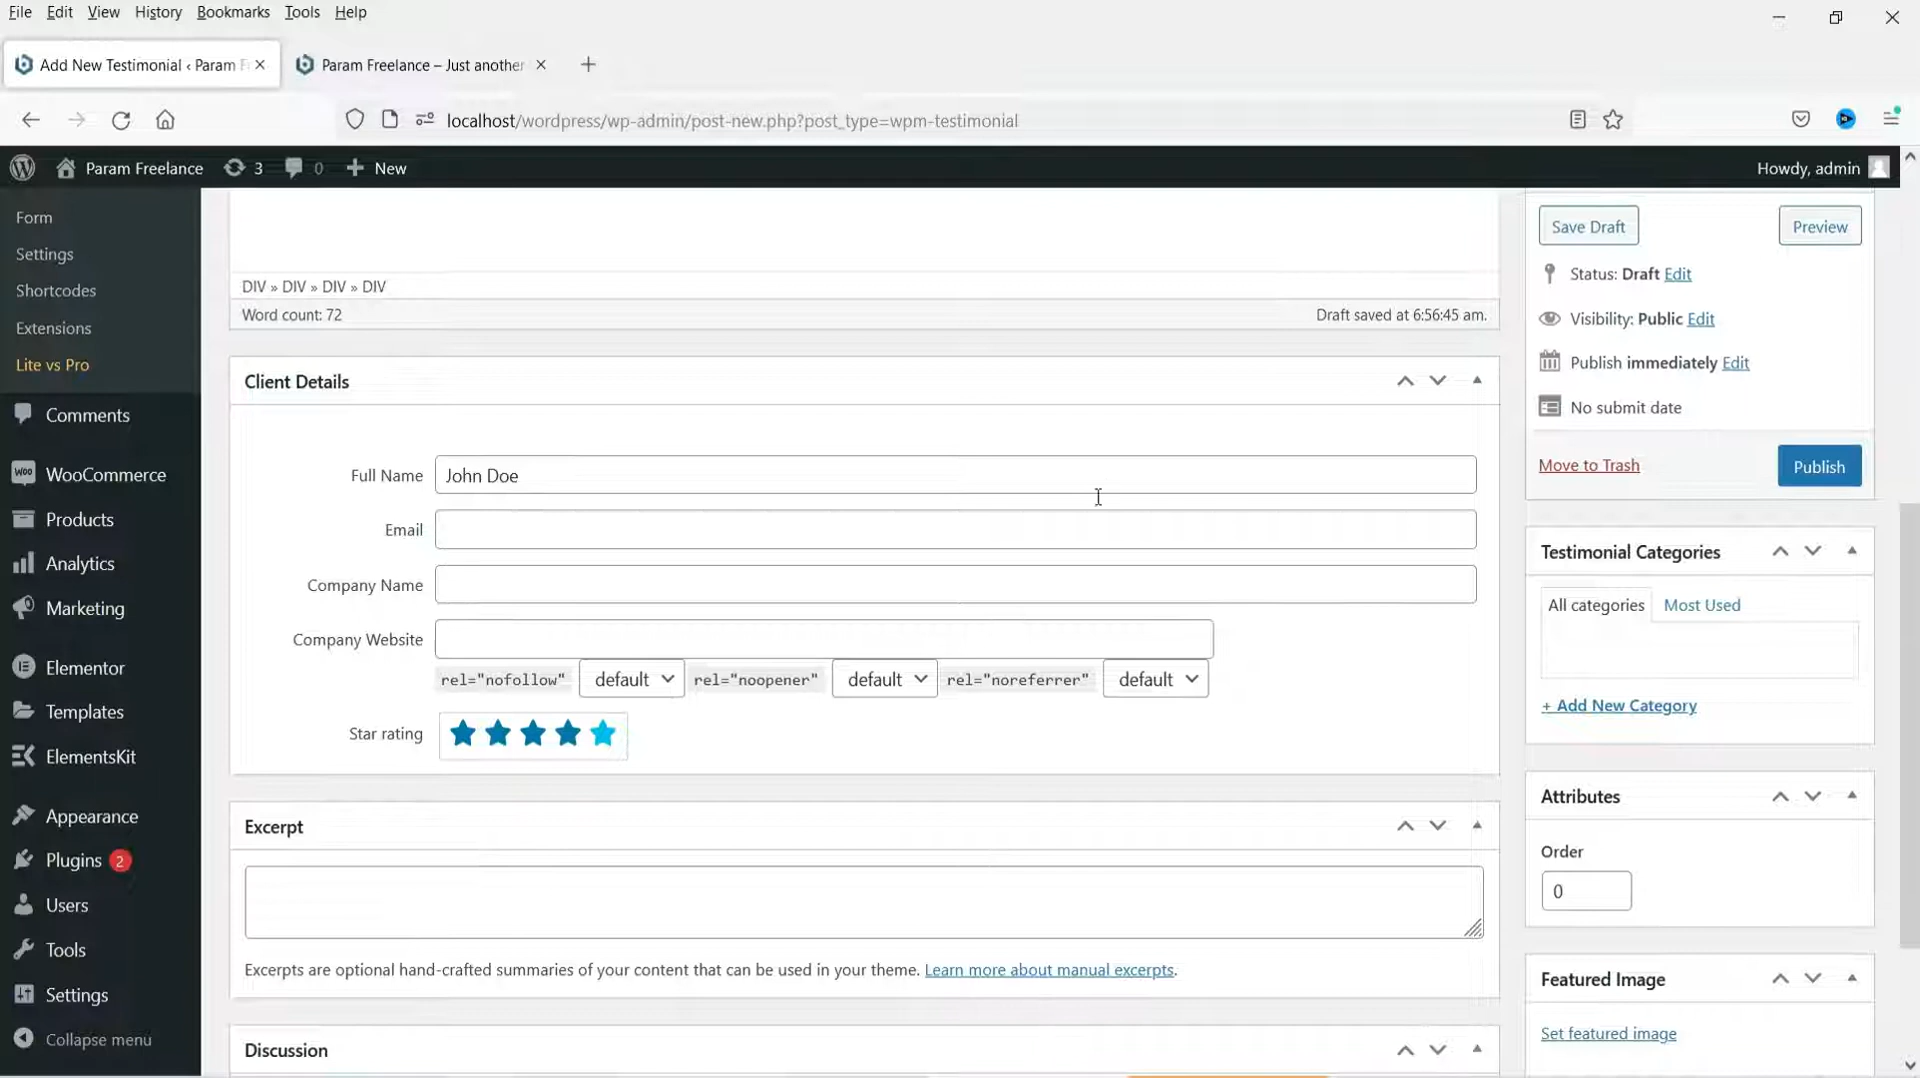 File Edit View History Bookmarks Tools Help
Add New Testimonial ‹ Param F
Param Freelance – Just another
localhost/wordpress/wp-admin/post-new.php?post_type=wpm-testimonial
Param Freelance 3 0 New
Howdy, admin
Form
Settings
Shortcodes
Extensions
Lite vs Pro
Comments
WooCommerce
Products
Analytics
Marketing
Elementor
Templates
ElementsKit
Appearance
Plugins 2
Users
Tools
Settings
Collapse menu
DIV » DIV » DIV » DIV
Word count: 72
Draft saved at 6:56:45 am.
Client Details
Full Name John Doe
Email
Company Name
Company Website
rel="nofollow" default rel="noopener" default rel="noreferrer" default
Star rating
Excerpt
Excerpts are optional hand-crafted summaries of your content that can be used in your theme. Learn more about manual excerpts.
Discussion
Save Draft
Preview
Status: Draft Edit
Visibility: Public Edit
Publish immediately Edit
No submit date
Move to Trash
Publish
Testimonial Categories
All categories
Most Used
+ Add New Category
Attributes
Order
0
Featured Image
Set featured image